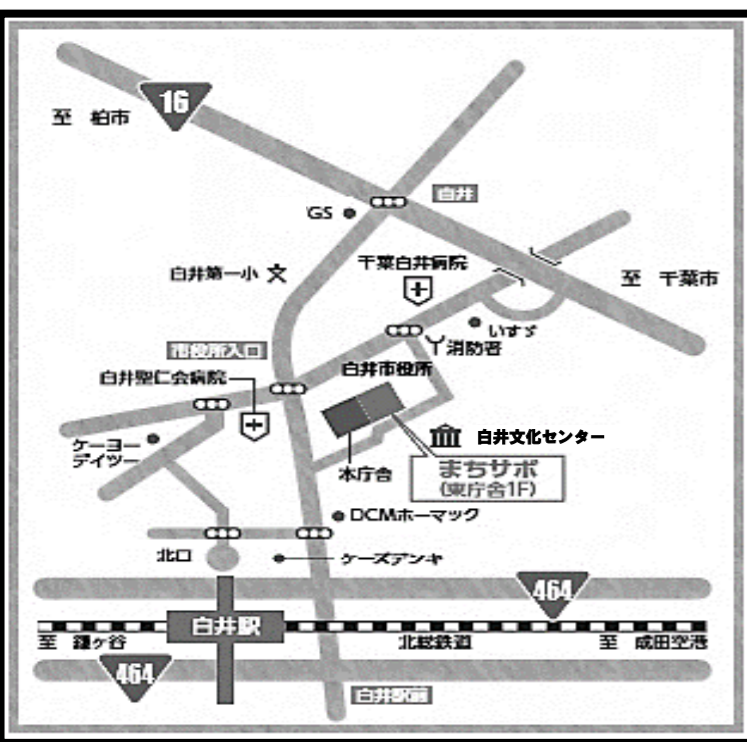 16
至 柏市
白井
GS
白井第一小
千葉白井病院
至 千葉市
いすゞ
消防署
市役所入口
白井市役所
白井聖仁会病院
ケーヨー
デイツー
白井文化センター
本庁舎
まちサポ
(東庁舎1F)
DCMホーマック
北口
ケーズデンキ
464
白井駅
至 鎌ヶ谷
北総鉄道
至 成田空港
464
白井駅前